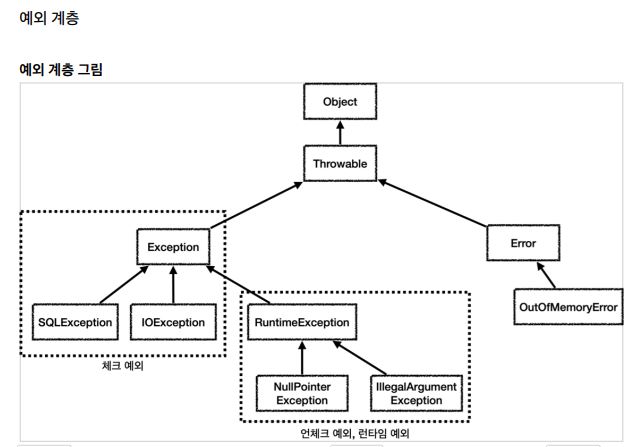 예외 계층
예외 계층 그림
Object
Throwable
Exception
Error
SQLException
IOException
RuntimeException
OutOfMemoryError
체크 예외
NullPointer
Exception
IllegalArgument
Exception
언체크 예외, 런타임 예외